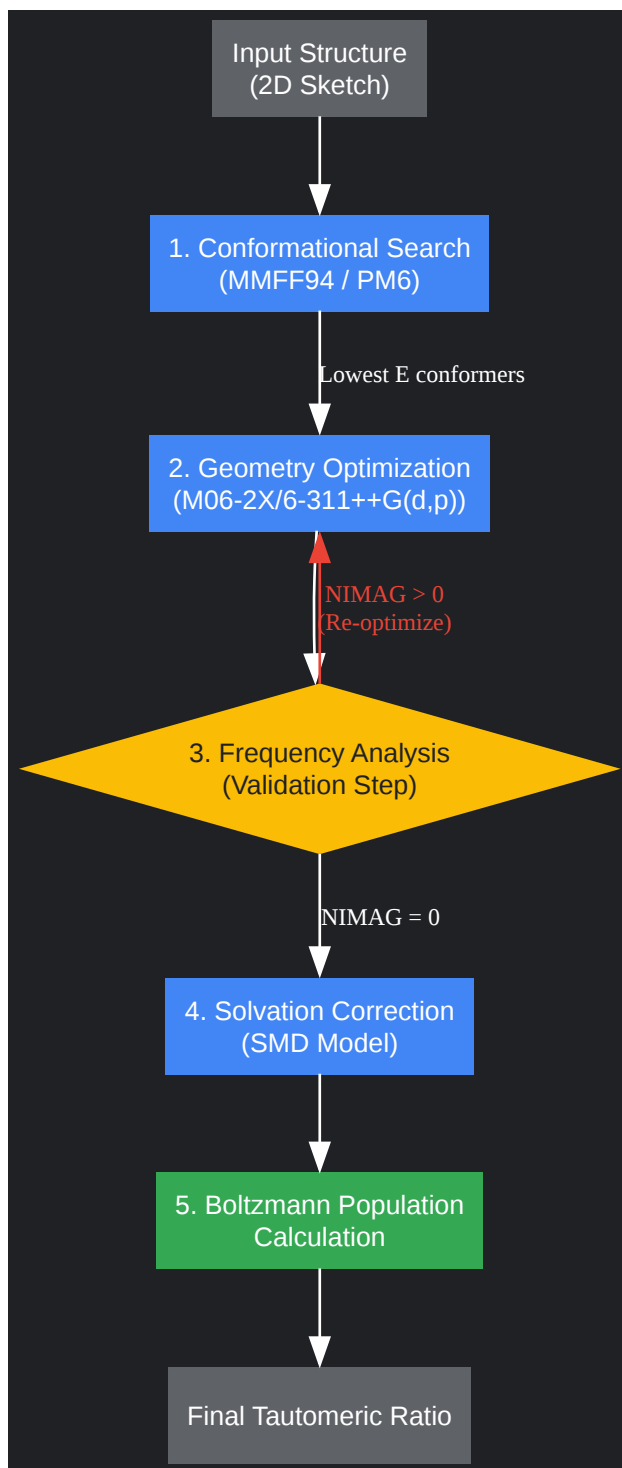 Input Structure
(2D Sketch)
1. Conformational Search
(MMFF94 / PM6)
Lowest E conformers
2. Geometry Optimization
(M06-2X/6-311++G(d,p))
NIMAG > 0
(Re-optimize)
3. Frequency Analysis
(Validation Step)
NIMAG = 0
4. Solvation Correction
(SMD Model)
5. Boltzmann Population
Calculation
Final Tautomeric Ratio